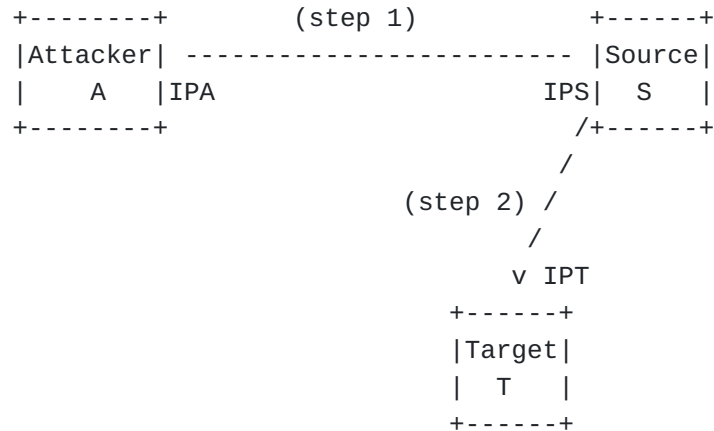 +--------+ (step 1) +------+
|Attacker| ------------------------- |Source|
| A |IPA IPS| S |
+--------+ /+------+
/
(step 2) /
/
v IPT
+------+
|Target|
| T |
+------+